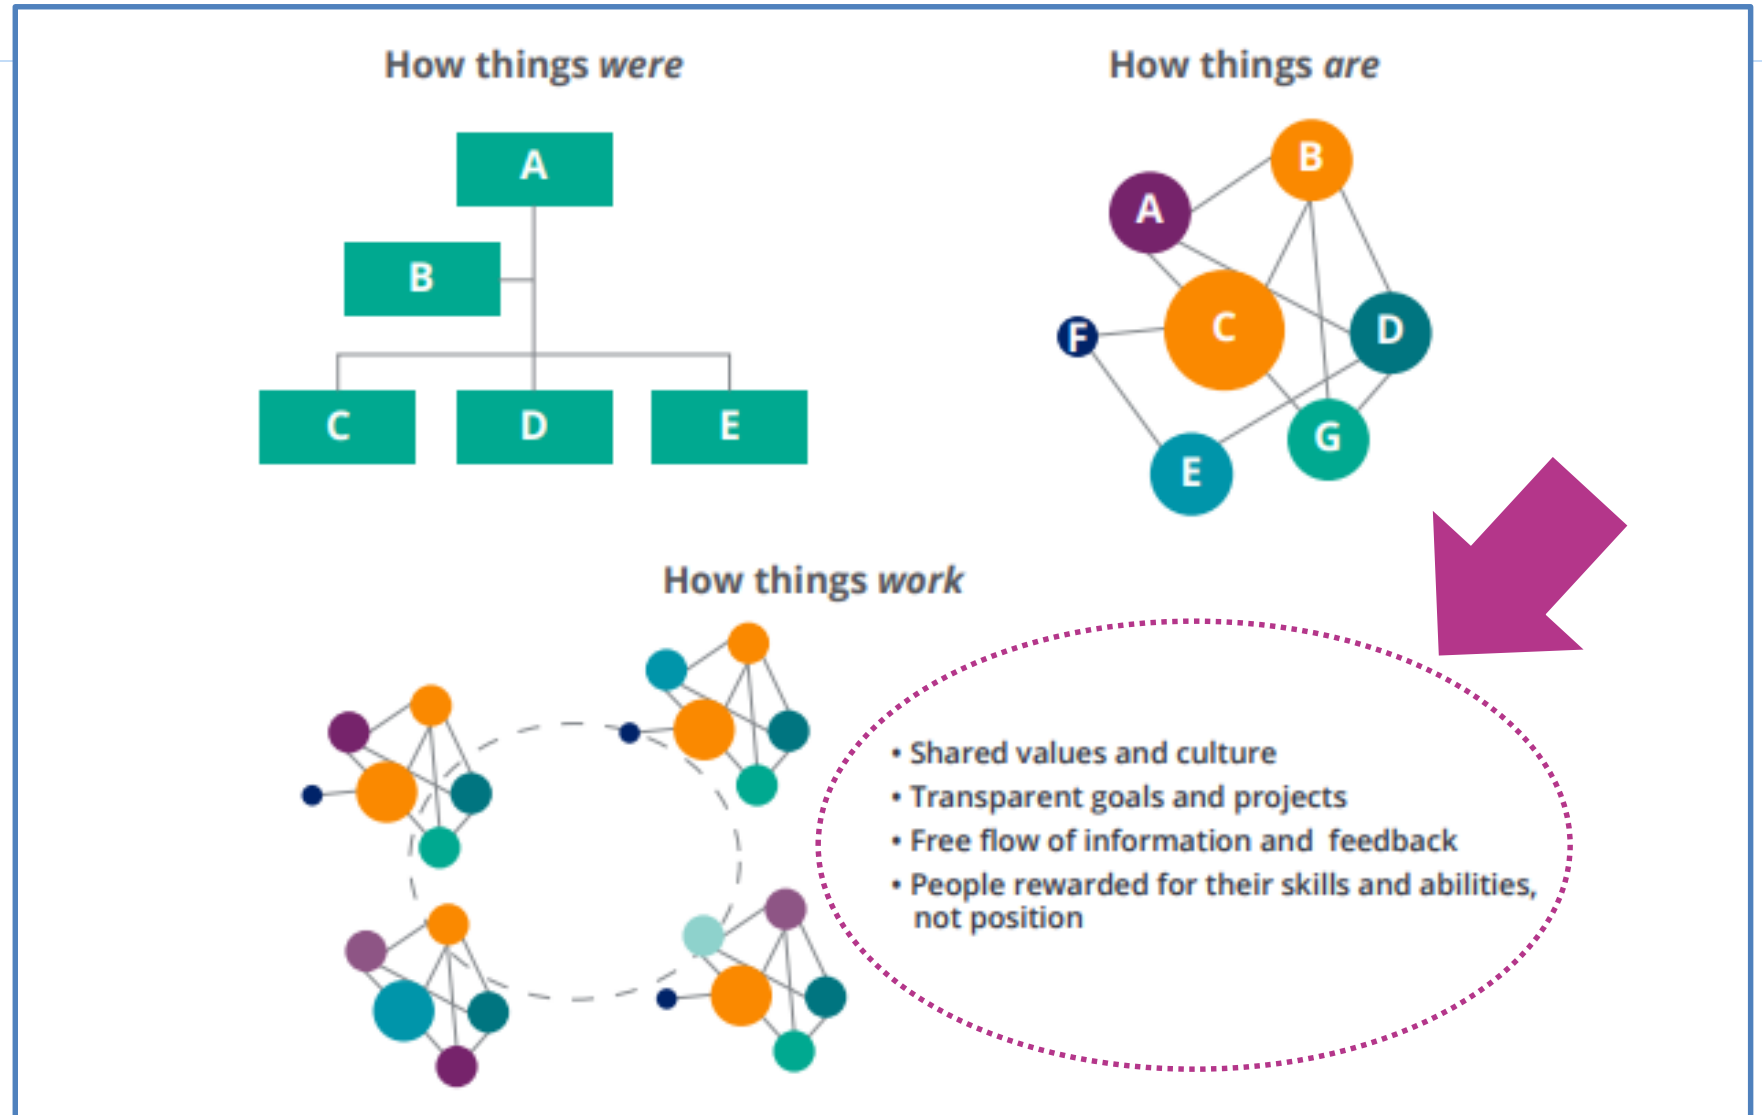 How things were
A
B
C
D
E
How things are
B
A
C
D
F
G
E
How things work
• Shared values and culture
• Transparent goals and projects
• Free flow of information and feedback
• People rewarded for their skills and abilities,
not position